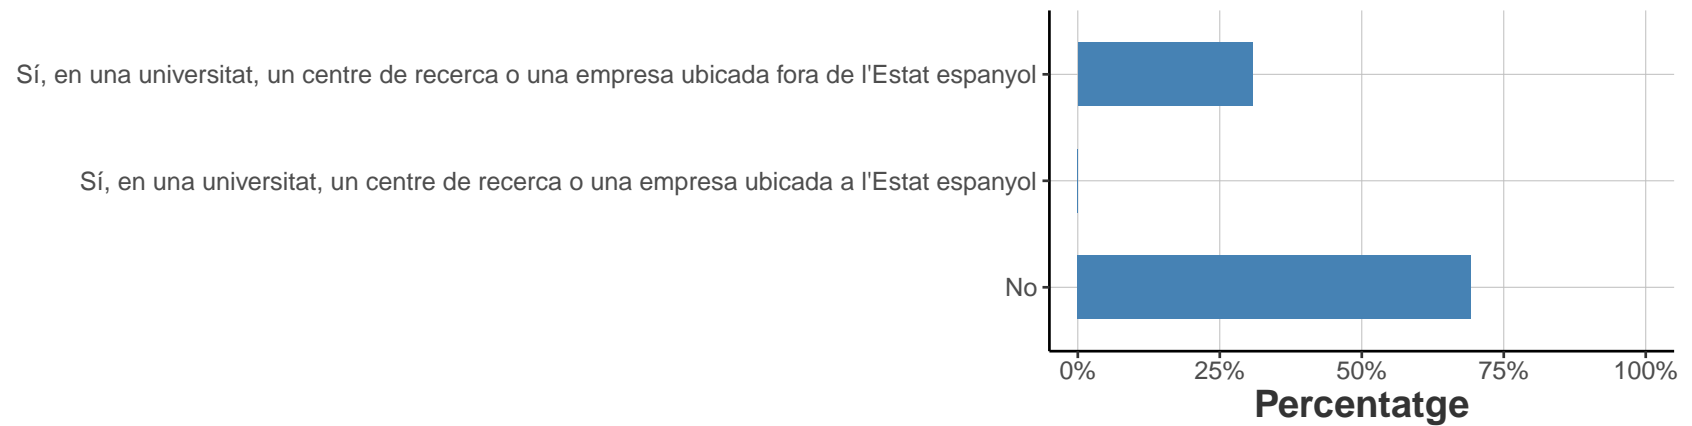 Sí, en una universitat, un centre de recerca o una empresa ubicada fora de l'Estat espanyol
Sí, en una universitat, un centre de recerca o una empresa ubicada a l'Estat espanyol
No
0% 25% 50% 75% 100%
Percentatge